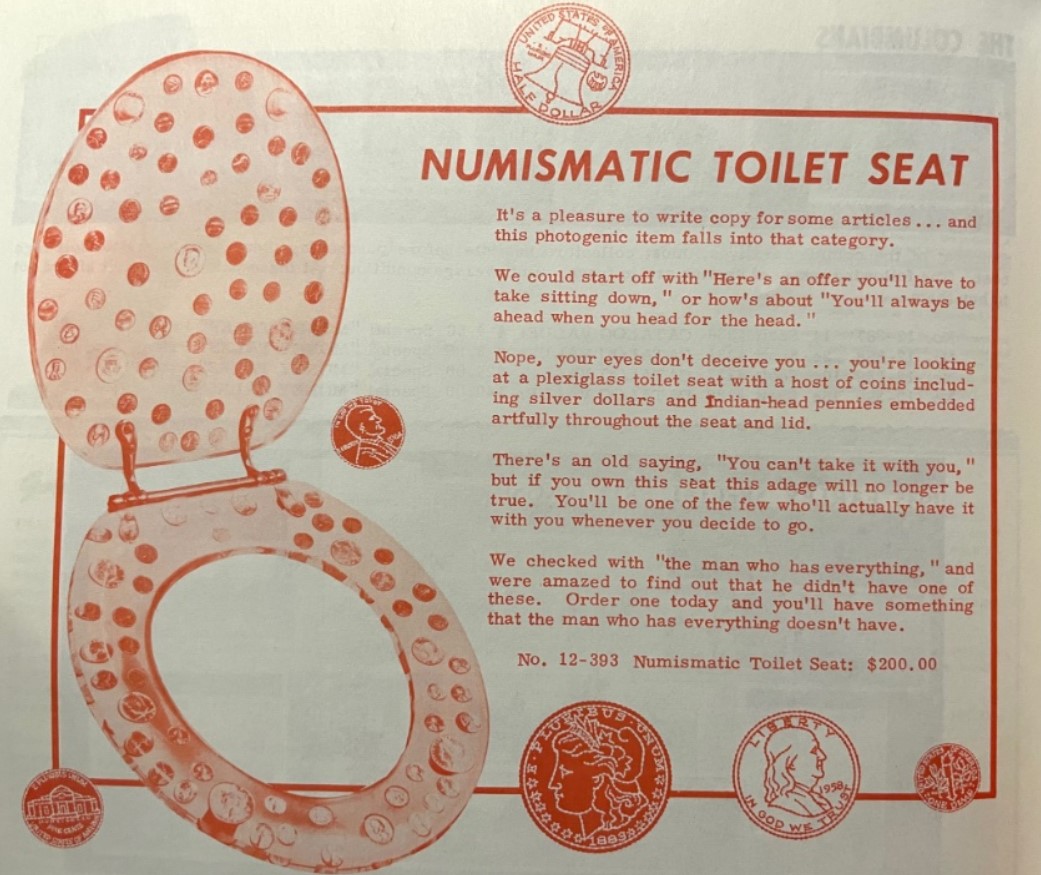 THE COLUMBIANS
UNITED STATES OF AMERICA
HALF DOLLAR
NUMISMATIC TOILET SEAT
It's a pleasure to write copy for some articles ... and
this photogenic item falls into that category.
We could start off with "Here's an offer you'll have to
take sitting down," or how's about "You'll always be
ahead when you head for the head."
Nope, your eyes don't deceive you ... you're looking
at a plexiglass toilet seat with a host of coins includ-
ing silver dollars and Indian-head pennies embedded
artfully throughout the seat and lid.
There's an old saying, "You can't take it with you,"
but if you own this seat this adage will no longer be
true. You'll be one of the few who'll actually have it
with you whenever you decide to go.
We checked with "the man who has everything," and
were amazed to find out that he didn't have one of
these. Order one today and you'll have something
that the man who has everything doesn't have.
No. 12-393 Numismatic Toilet Seat: $200.00
E PLURIBUS UNUM
LIBERTY
1958
IN GOD WE TRUST
FIVE CENTS
UNITED STATES OF AMERICA
ONE DIME